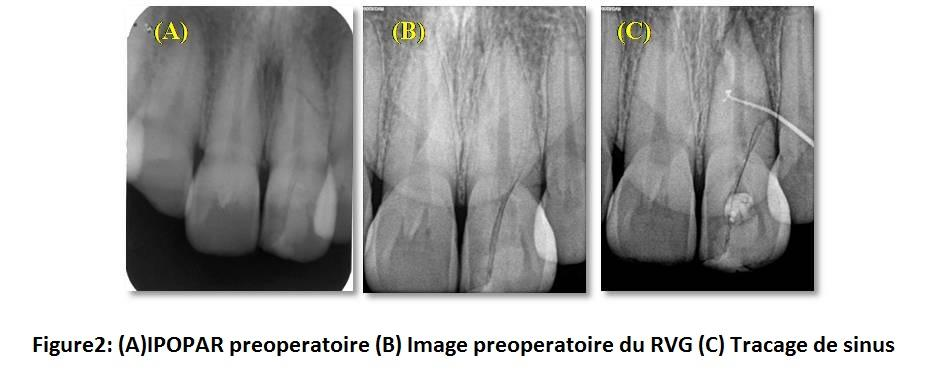 (A) (B) (C)
Figure2: (A)IPOPAR preoperatoire (B) Image preoperatoire du RVG (C) Tracage de sinus